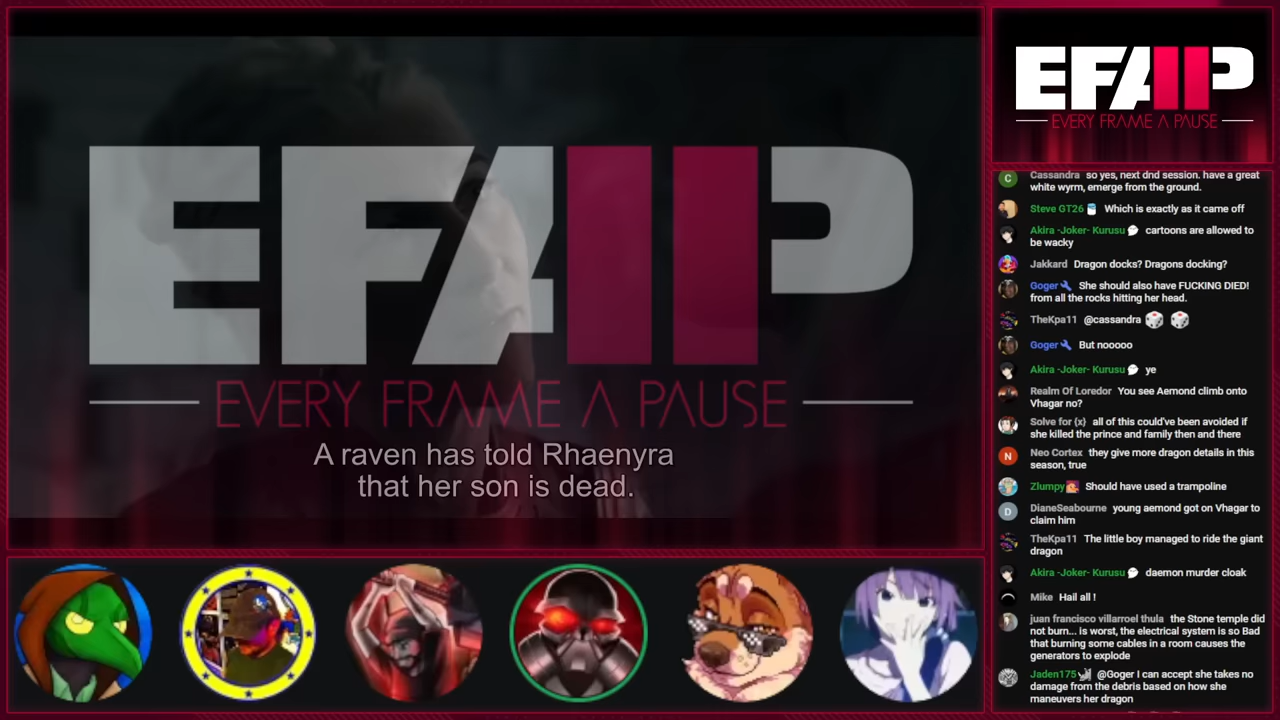 EFAP
EVERY FRAME A PAUSE
A raven has told Rhaenyra
that her son is dead.
EFAP
EVERY FRAME A PAUSE
C
Cassandra so yes, next dnd session. have a great
white wyrm, emerge from the ground.
Steve GT26 Which is exactly as it came off
Akira -Joker- Kurusu cartoons are allowed to
be wacky
Jakkard Dragon docks? Dragons docking?
Goger She should also have FUCKING DIED!
from all the rocks hitting her head.
TheKpa11 @cassandra
Goger But nooooo
Akira -Joker- Kurusu ye
Realm Of Loredor You see Aemond climb onto
Vhagar no?
Solve for {x} all of this could've been avoided if
she killed the prince and family then and there
N
Neo Cortex they give more dragon details in this
season, true
Zlumpy Should have used a trampoline
D
DianeSeabourne young aemond got on Vhagar to
claim him
TheKpa11 The little boy managed to ride the giant
dragon
Akira -Joker- Kurusu daemon murder cloak
Mike Hail all !
juan francisco villarroel thula the Stone temple did
not burn... is worst, the electrical system is so Bad
that burning some cables in a room causes the
generators to explode
Jaden175 @Goger I can accept she takes no
damage from the debris based on how she
maneuvers her dragon